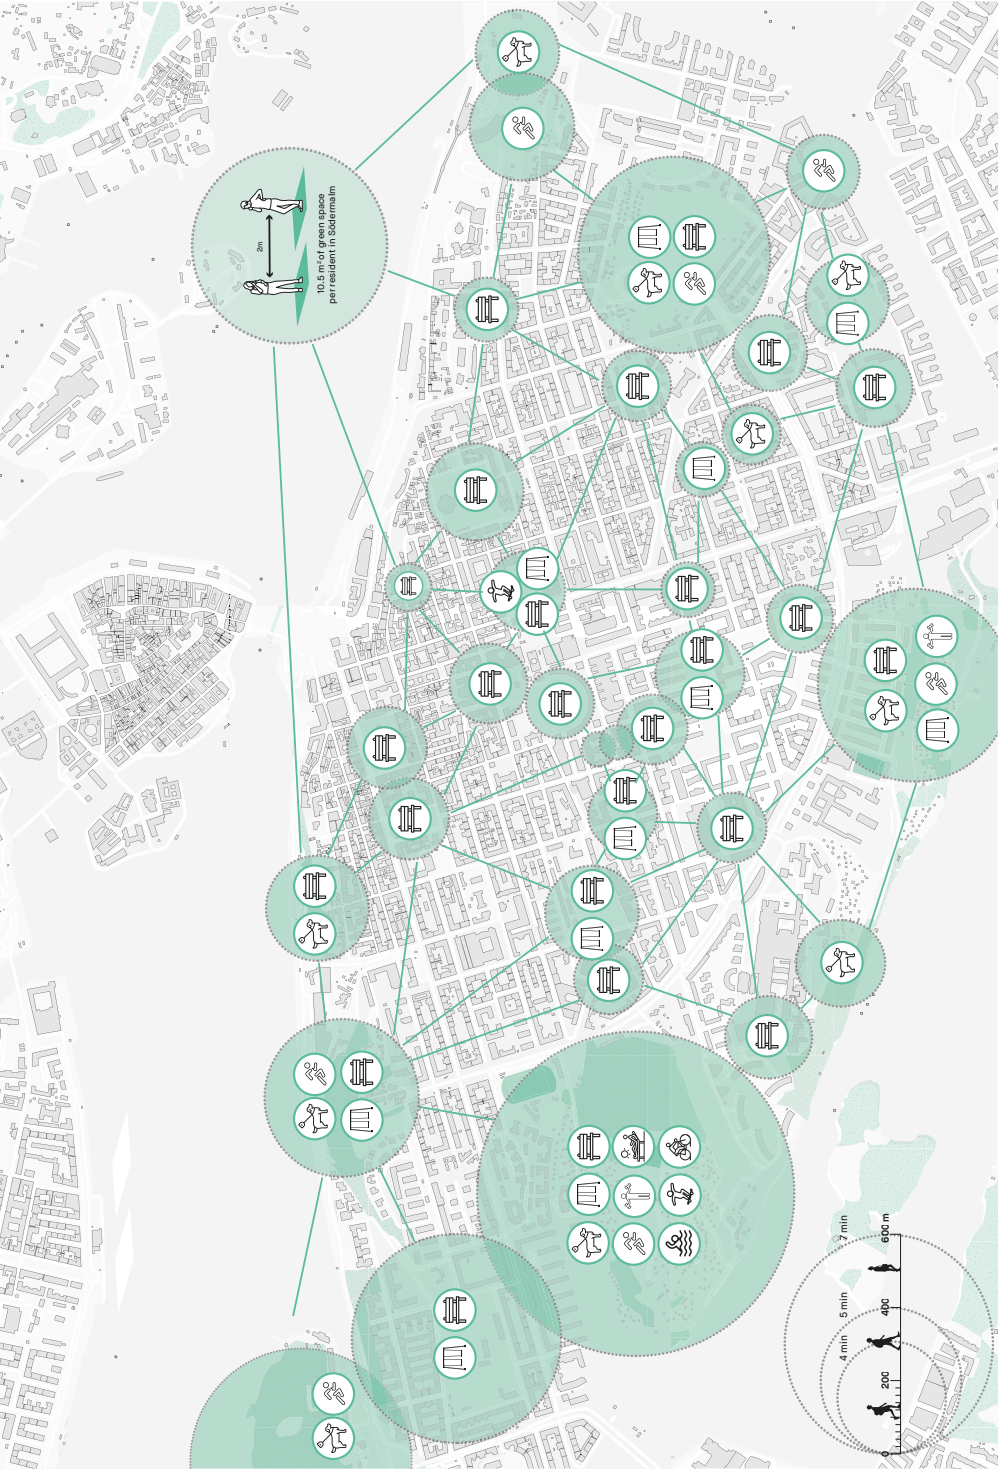 2m
10.5 m² of green space
per resident in Södermalm
4 min
5 min
7 min
0
200
400
600 m